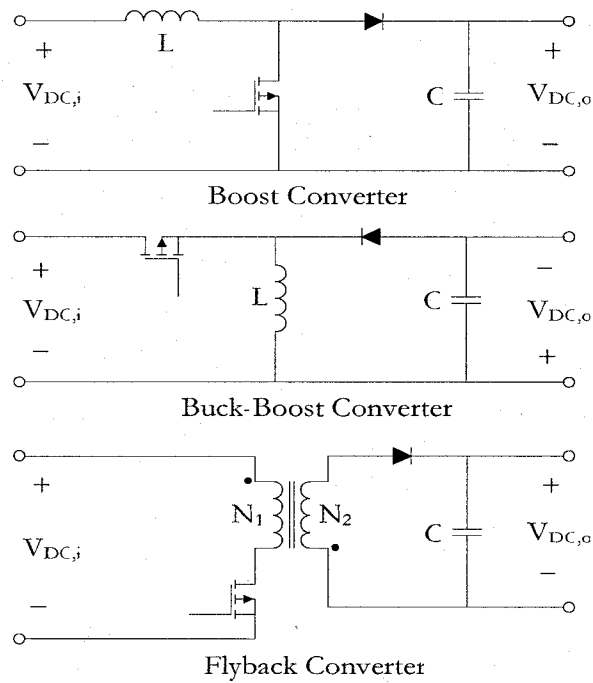 + L +
V_DC,i C V_DC,o
− −
Boost Converter
+ −
V_DC,i L C V_DC,o
− +
Buck-Boost Converter
+ +
N₁ N₂
V_DC,i C V_DC,o
− −
Flyback Converter